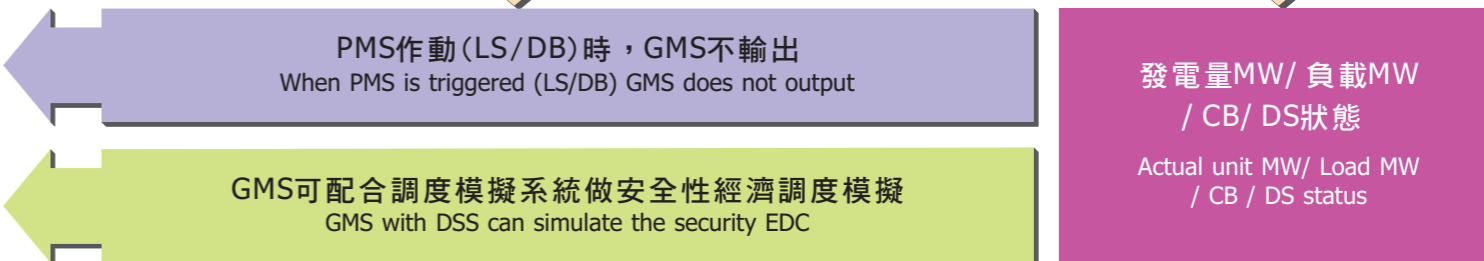 PMS作動(LS/DB)時，GMS不輸出
When PMS is triggered (LS/DB) GMS does not output
GMS可配合調度模擬系統做安全性經濟調度模擬
GMS with DSS can simulate the security EDC
發電量MW/ 負載MW
/ CB/ DS狀態
Actual unit MW/ Load MW
/ CB / DS status